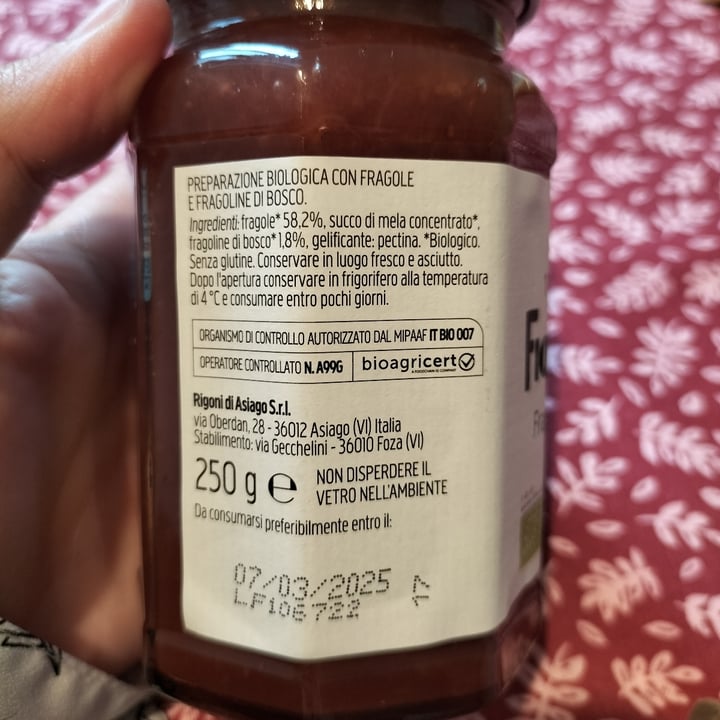 PREPARAZIONE BIOLOGICA CON FRAGOLE
E FRAGOLINE DI BOSCO.
Ingredienti: fragole* 58,2%, succo di mela concentrato*,
fragoline di bosco* 1,8%, gelificante: pectina. *Biologico.
Senza glutine. Conservare in luogo fresco e asciutto.
Dopo l'apertura conservare in frigorifero alla temperatura
di 4 °C e consumare entro pochi giorni.
ORGANISMO DI CONTROLLO AUTORIZZATO DAL MIPAAF IT BIO 007
OPERATORE CONTROLLATO N. A99G
bioagricert
Rigoni di Asiago S.r.l.
via Oberdan, 28 - 36012 Asiago (VI) Italia
Stabilimento: via Gecchelini - 36010 Foza (VI)
250 g e
NON DISPERDERE IL
VETRO NELL'AMBIENTE
Da consumarsi preferibilmente entro il:
07/03/2025
LF106722
17